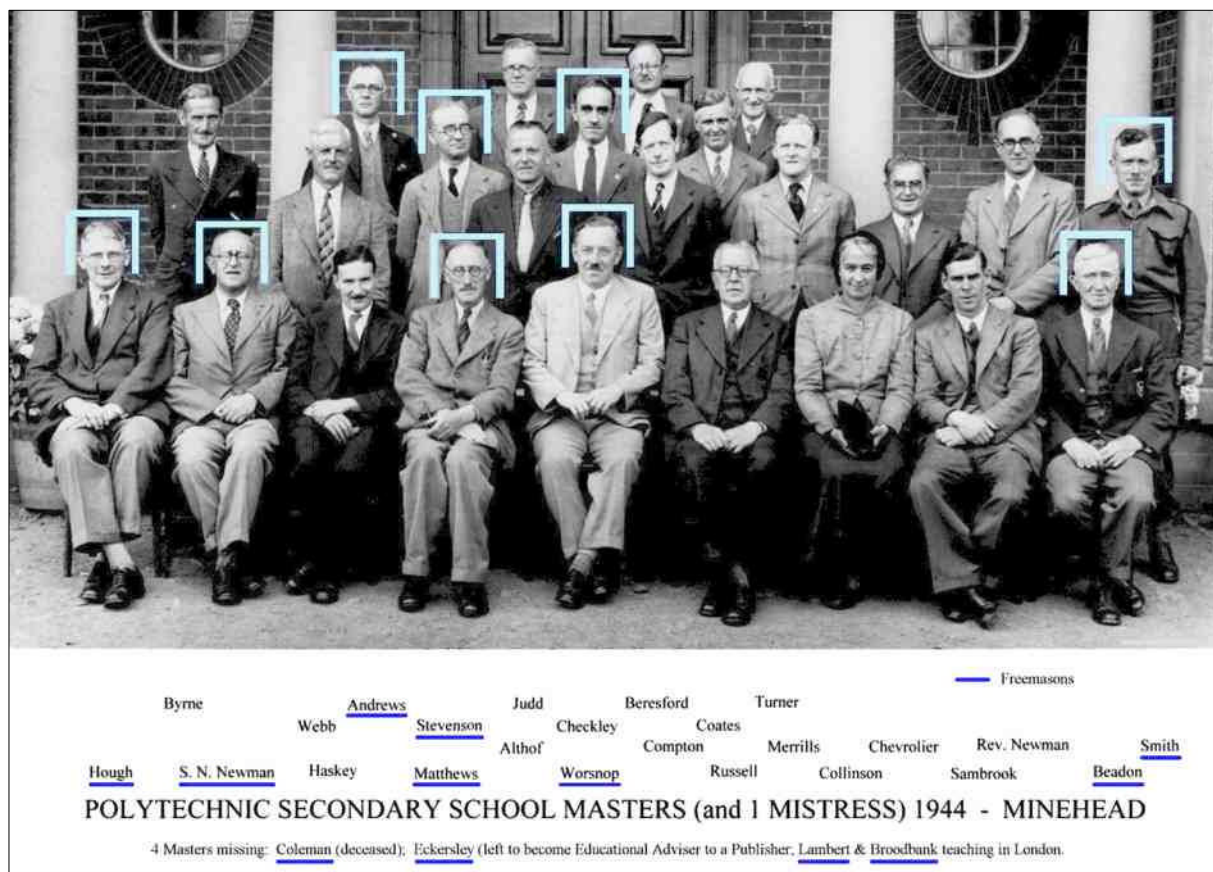 Freemasons
Byrne Andrews Judd Beresford Turner
Webb Stevenson Checkley Coates
Althof Compton Merrills Chevrolier Rev. Newman Smith
Hough S. N. Newman Haskey Matthews Worsnop Russell Collinson Sambrook Beadon
POLYTECHNIC SECONDARY SCHOOL MASTERS (and 1 MISTRESS) 1944 - MINEHEAD
4 Masters missing: Coleman (deceased); Eckersley (left to become Educational Adviser to a Publisher; Lambert & Broodbank teaching in London.